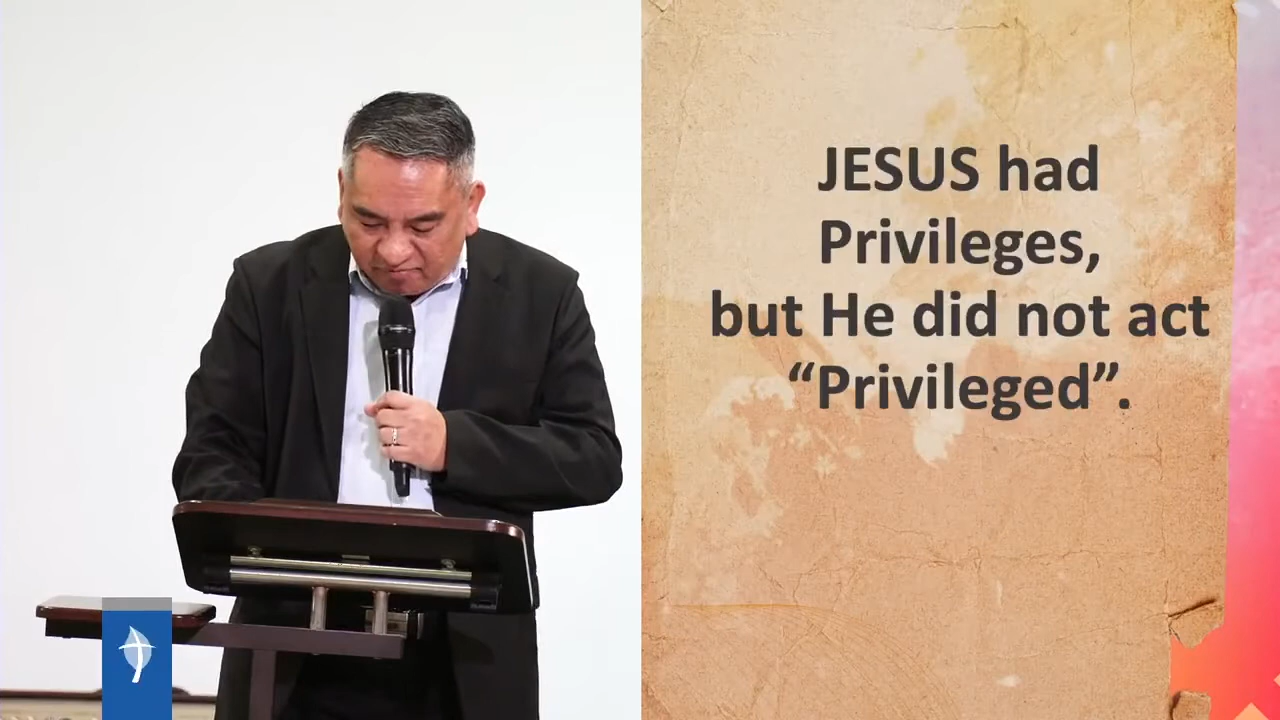 JESUS had
Privileges,
but He did not act
“Privileged”.